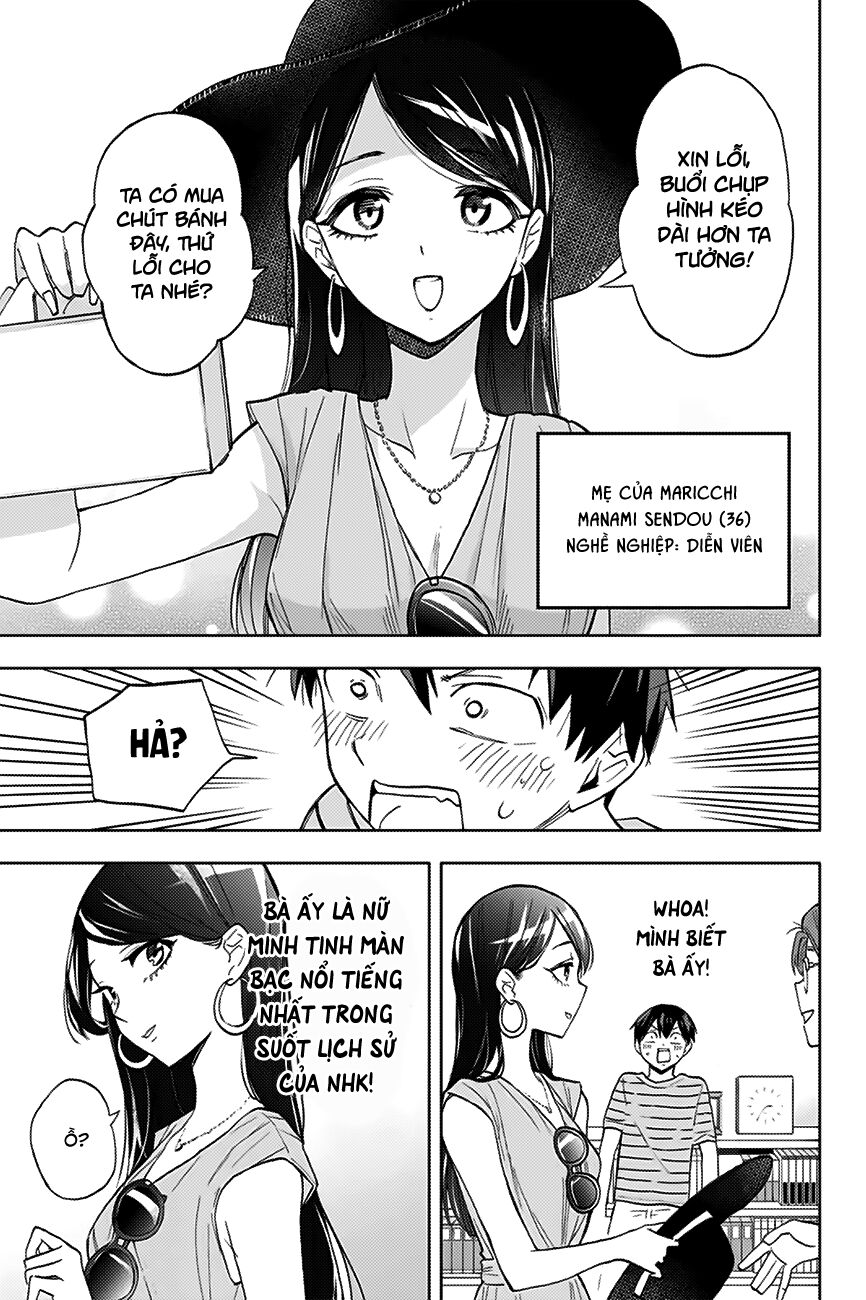 XIN LỖI,
BUỔI CHỤP
HÌNH KÉO
DÀI HƠN TA
TƯỞNG!
TA CÓ MUA
CHÚT BÁNH
ĐÂY, THỨ
LỖI CHO
TA NHÉ?
MẸ CỦA MARICCHI
MANAMI SENDOU (36)
NGHỀ NGHIỆP: DIỄN VIÊN
HẢ?
WHOA!
MÌNH BIẾT
BÀ ẤY!
BÀ ẤY LÀ NỮ
MINH TINH MÀN
BẠC NỔI TIẾNG
NHẤT TRONG
SUỐT LỊCH SỬ
CỦA NHK!
Ồ?